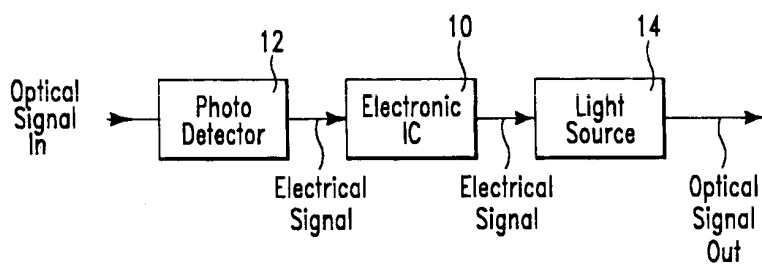 12
10
14
Optical
Signal
In
Photo
Detector
Electronic
IC
Light
Source
Electrical
Signal
Electrical
Signal
Optical
Signal
Out